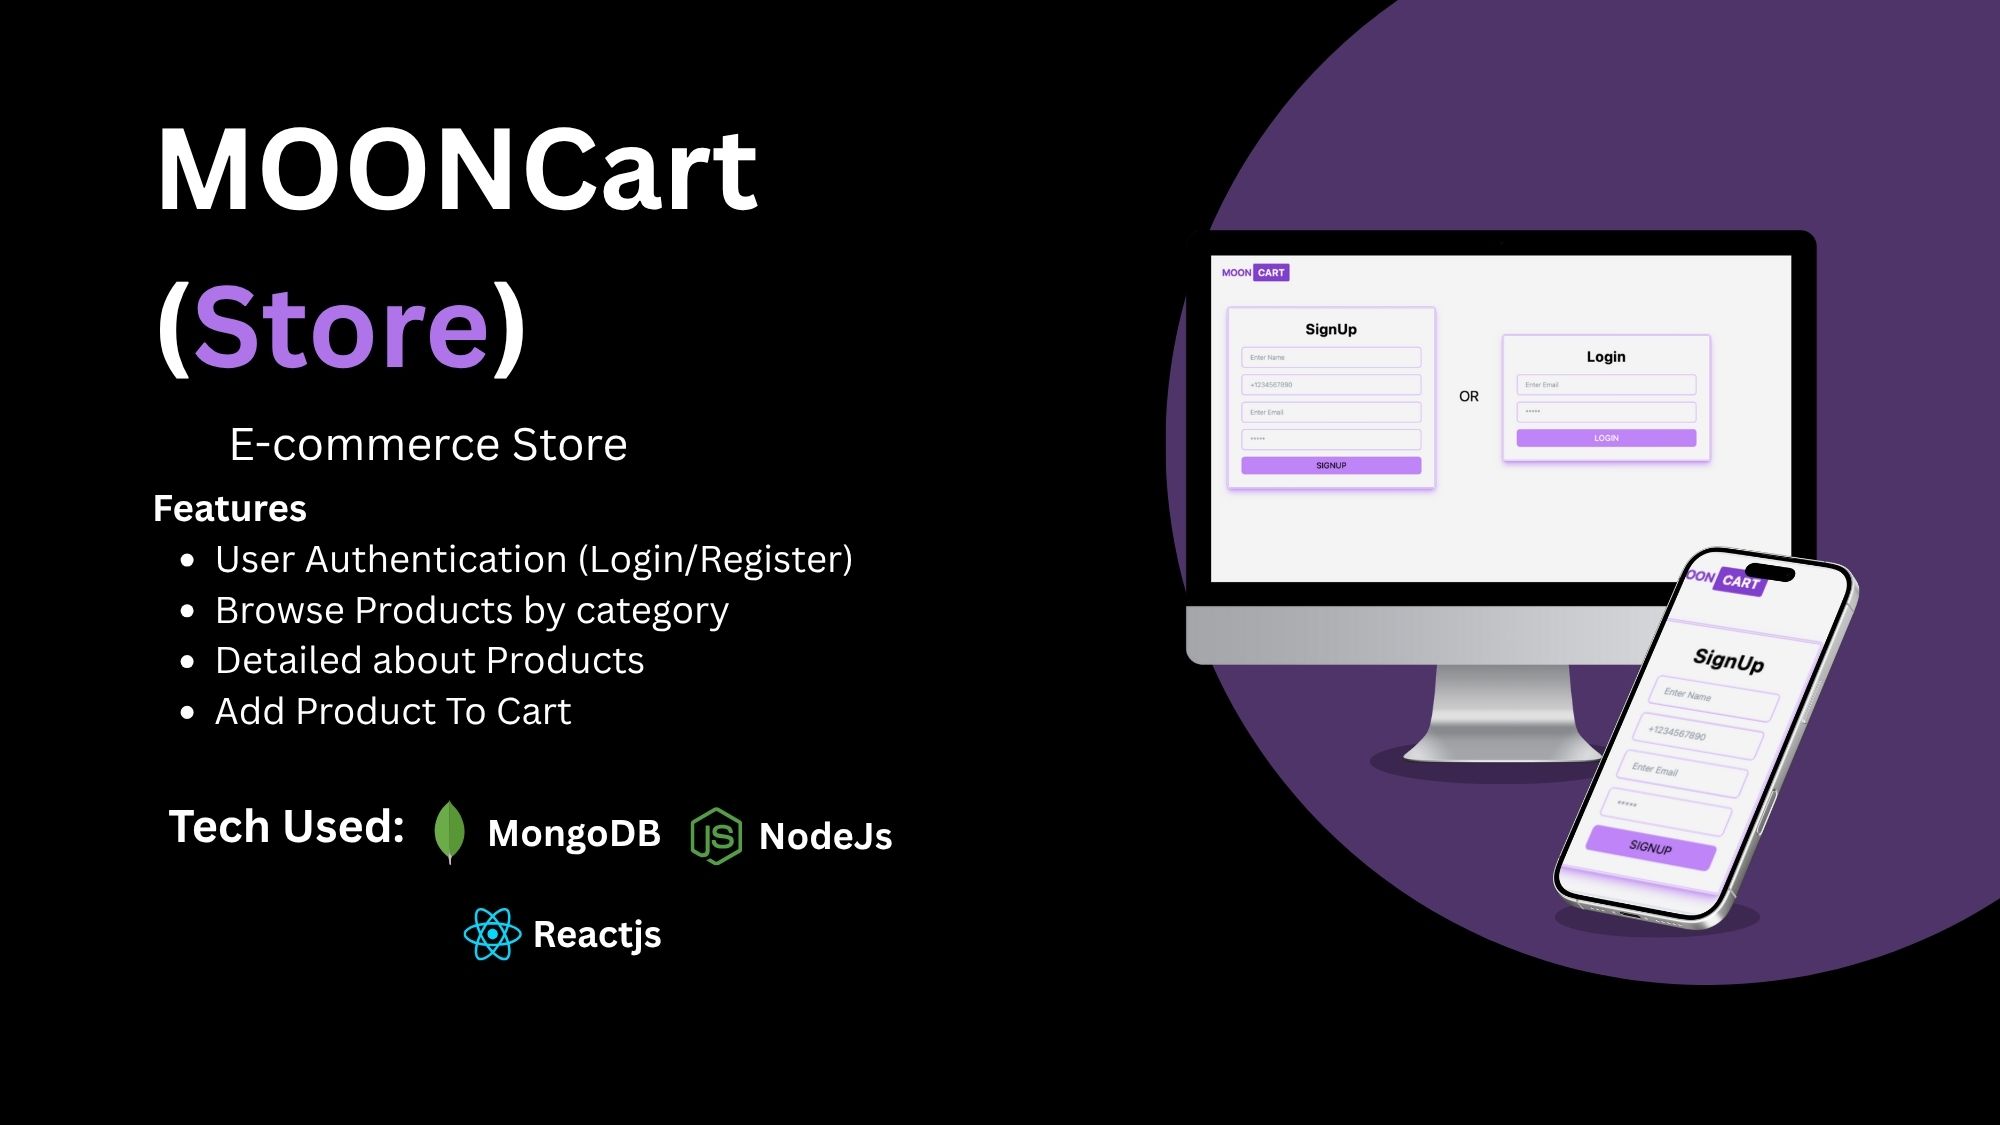 MOONCart
(Store)
E-commerce Store
Features
• User Authentication (Login/Register)
• Browse Products by category
• Detailed about Products
• Add Product To Cart
Tech Used:
MongoDB
JS
NodeJs
Reactjs
MOON CART
SignUp
Enter Name
+1234567890
Enter Email
*****
SIGNUP
OR
Login
Enter Email
*****
LOGIN
OON CART
SignUp
Enter Name
+1234567890
Enter Email
*****
SIGNUP